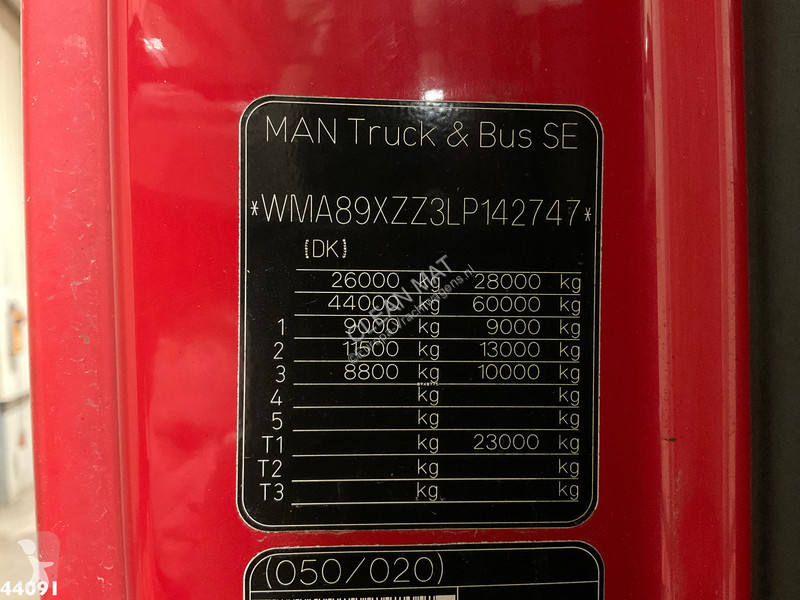 MAN Truck & Bus SE
*WMA89XZZ3LP142747*
(DK)
26000 kg 28000 kg
44000 kg 60000 kg
1 9000 kg 9000 kg
2 11500 kg 13000 kg
3 8800 kg 10000 kg
4 kg kg
5 kg kg
T1 kg 23000 kg
T2 kg kg
T3 kg kg
(050/020)
CLEAN MAT
44091